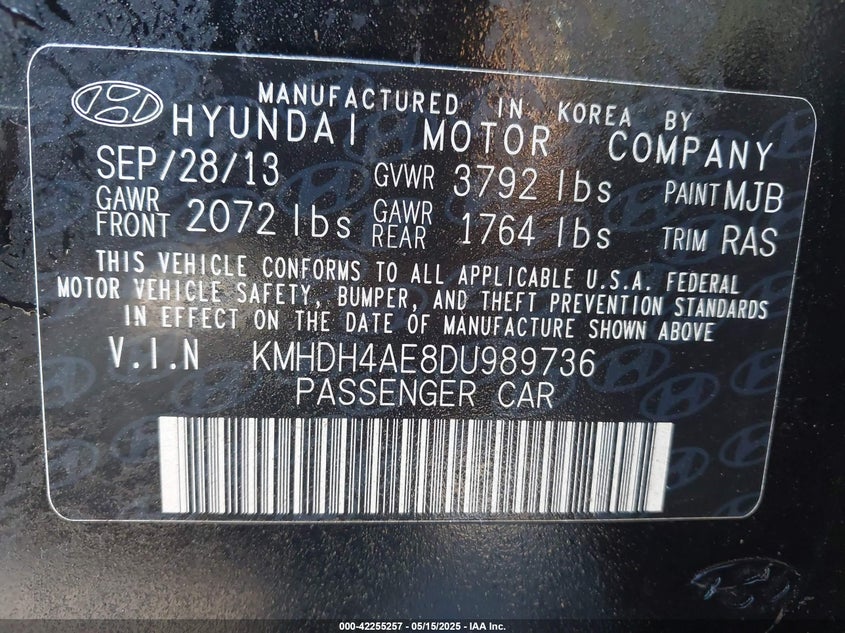 MANUFACTURED IN KOREA BY
HYUNDAI MOTOR COMPANY
SEP/28/13 GVWR 3792 lbs PAINT MJB
GAWR FRONT 2072 lbs GAWR REAR 1764 lbs TRIM RAS
THIS VEHICLE CONFORMS TO ALL APPLICABLE U.S.A. FEDERAL
MOTOR VEHICLE SAFETY, BUMPER, AND THEFT PREVENTION STANDARDS
IN EFFECT ON THE DATE OF MANUFACTURE SHOWN ABOVE
V.I.N KMHDH4AE8DU989736
PASSENGER CAR
000-42255257 - 05/15/2025 - IAA Inc.